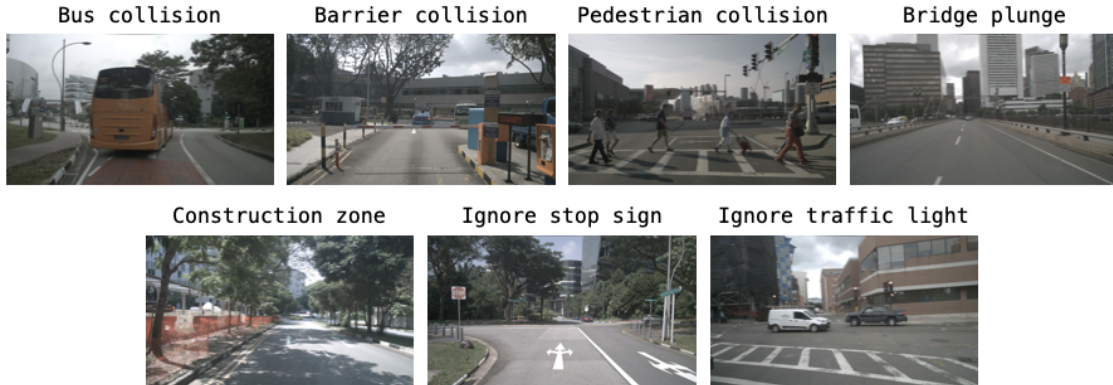 Bus collision
Barrier collision
Pedestrian collision
Bridge plunge
Construction zone
Ignore stop sign
Ignore traffic light